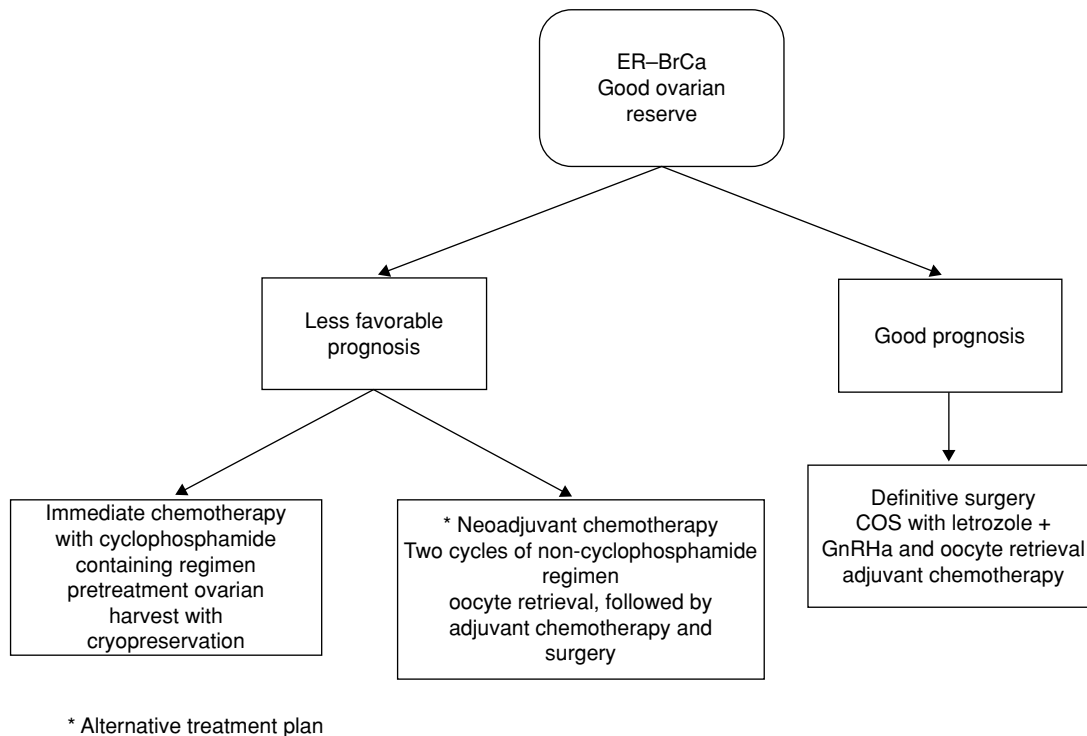 ER–BrCa
Good ovarian
reserve
Less favorable
prognosis
Good prognosis
Immediate chemotherapy
with cyclophosphamide
containing regimen
pretreatment ovarian
harvest with
cryopreservation
* Neoadjuvant chemotherapy
Two cycles of non-cyclophosphamide
regimen
oocyte retrieval, followed by
adjuvant chemotherapy and
surgery
Definitive surgery
COS with letrozole +
GnRHa and oocyte retrieval
adjuvant chemotherapy
* Alternative treatment plan